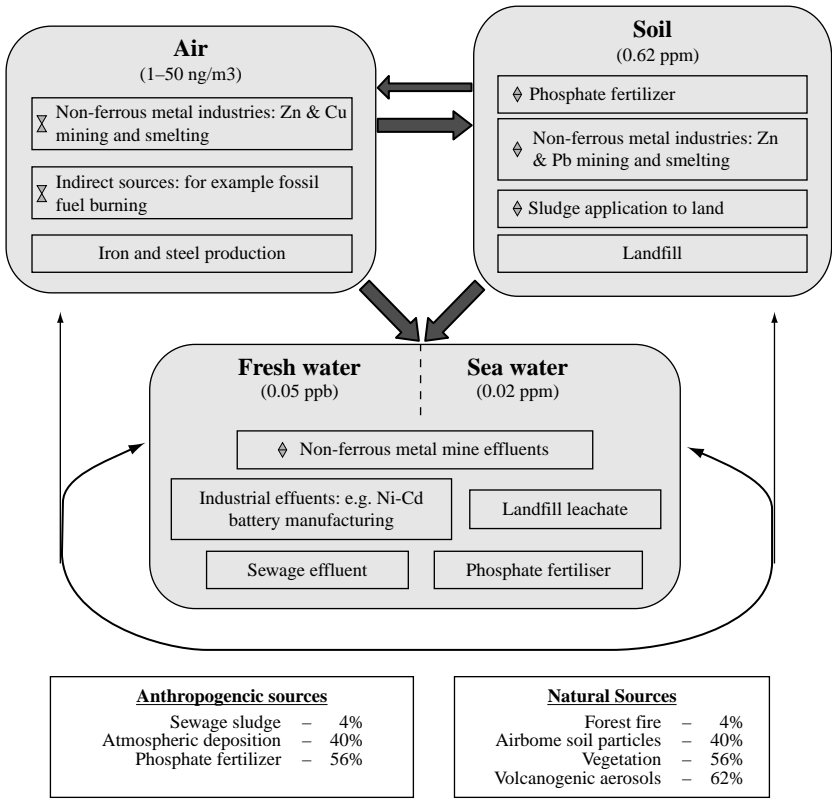 Air
(1–50 ng/m3)
Non-ferrous metal industries: Zn & Cu
mining and smelting
Indirect sources: for example fossil
fuel burning
Iron and steel production
Soil
(0.62 ppm)
Phosphate fertilizer
Non-ferrous metal industries: Zn
& Pb mining and smelting
Sludge application to land
Landfill
Fresh water
(0.05 ppb)
Sea water
(0.02 ppm)
Non-ferrous metal mine effluents
Industrial effuents: e.g. Ni-Cd
battery manufacturing
Landfill leachate
Sewage effluent
Phosphate fertiliser
Anthropogencic sources
Sewage sludge – 4%
Atmospheric deposition – 40%
Phosphate fertilizer – 56%
Natural Sources
Forest fire – 4%
Airbome soil particles – 40%
Vegetation – 56%
Volcanogenic aerosols – 62%